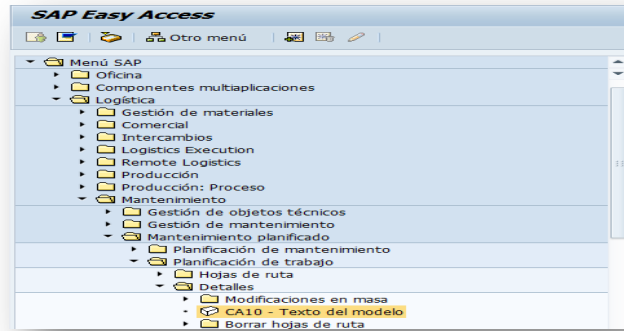 SAP Easy Access
Otro menú
Menú SAP
Oficina
Componentes multiaplicaciones
Logística
Gestión de materiales
Comercial
Intercambios
Logistics Execution
Remote Logistics
Producción
Producción: Proceso
Mantenimiento
Gestión de objetos técnicos
Gestión de mantenimiento
Mantenimiento planificado
Planificación de mantenimiento
Planificación de trabajo
Hojas de ruta
Detalles
Modificaciones en masa
CA10 - Texto del modelo
Borrar hojas de ruta